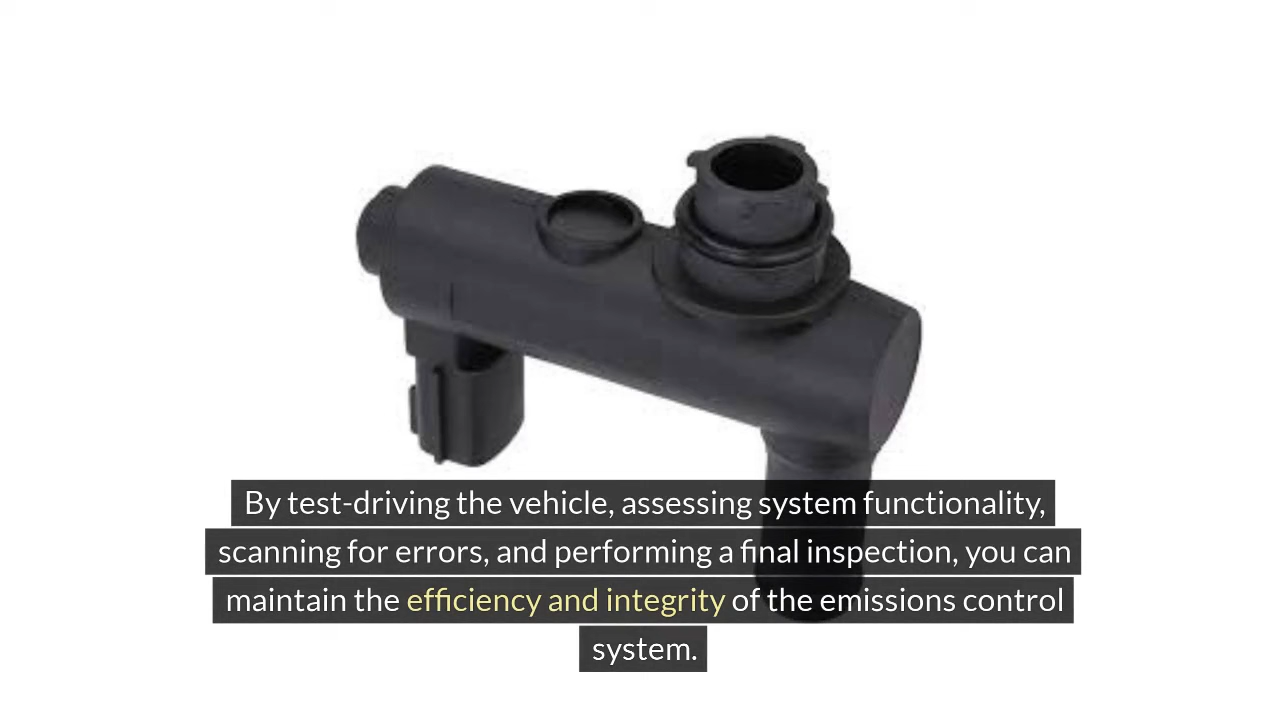 By test-driving the vehicle, assessing system functionality,
scanning for errors, and performing a final inspection, you can
maintain the efficiency and integrity of the emissions control
system.